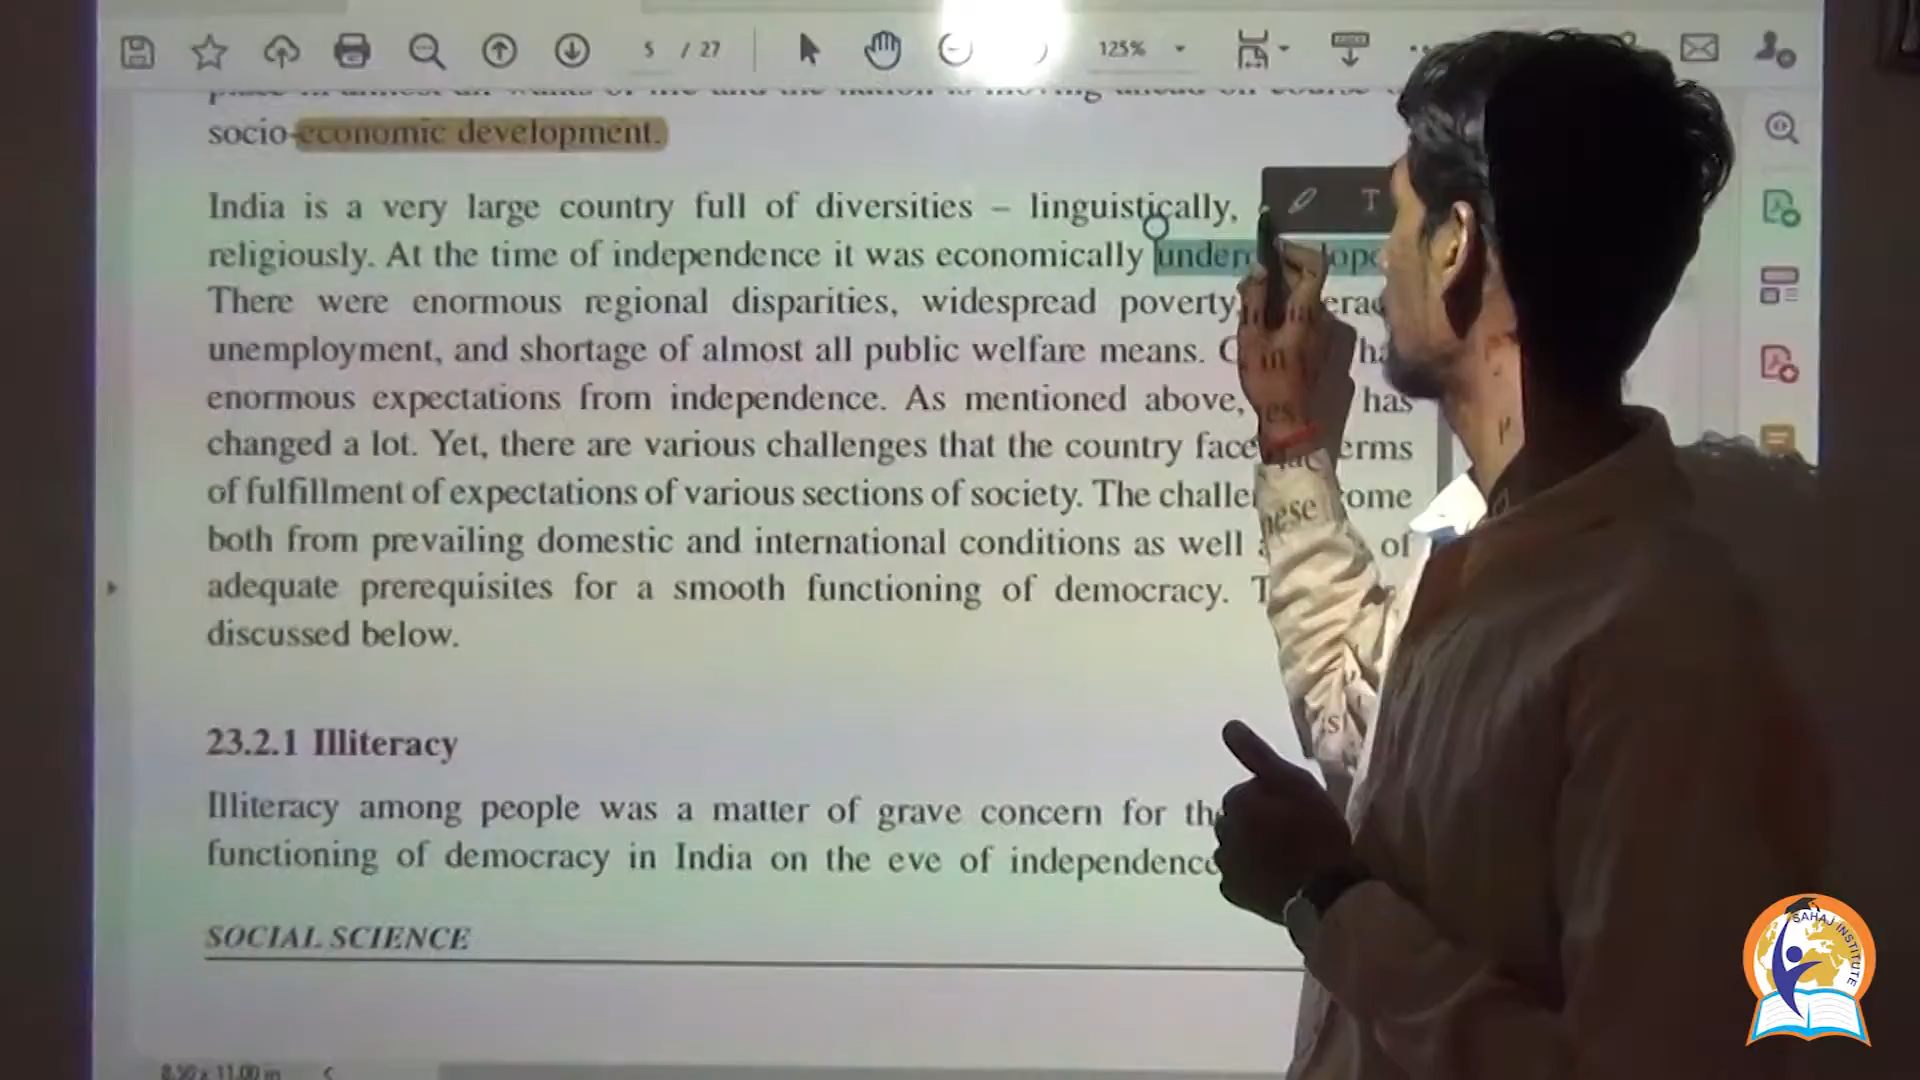 5 / 27
125%
socio-economic development.
India is a very large country full of diversities – linguistically,
T
religiously. At the time of independence it was economically
There were enormous regional disparities, widespread poverty,
unemployment, and shortage of almost all public welfare means.
enormous expectations from independence. As mentioned above, has
changed a lot. Yet, there are various challenges that the country
of fulfillment of expectations of various sections of society. The
both from prevailing domestic and international conditions as well of
adequate prerequisites for a smooth functioning of democracy.
discussed below.
23.2.1 Illiteracy
Illiteracy among people was a matter of grave concern for
functioning of democracy in India on the eve of
SOCIAL SCIENCE
SAHAJ INSTITUTE